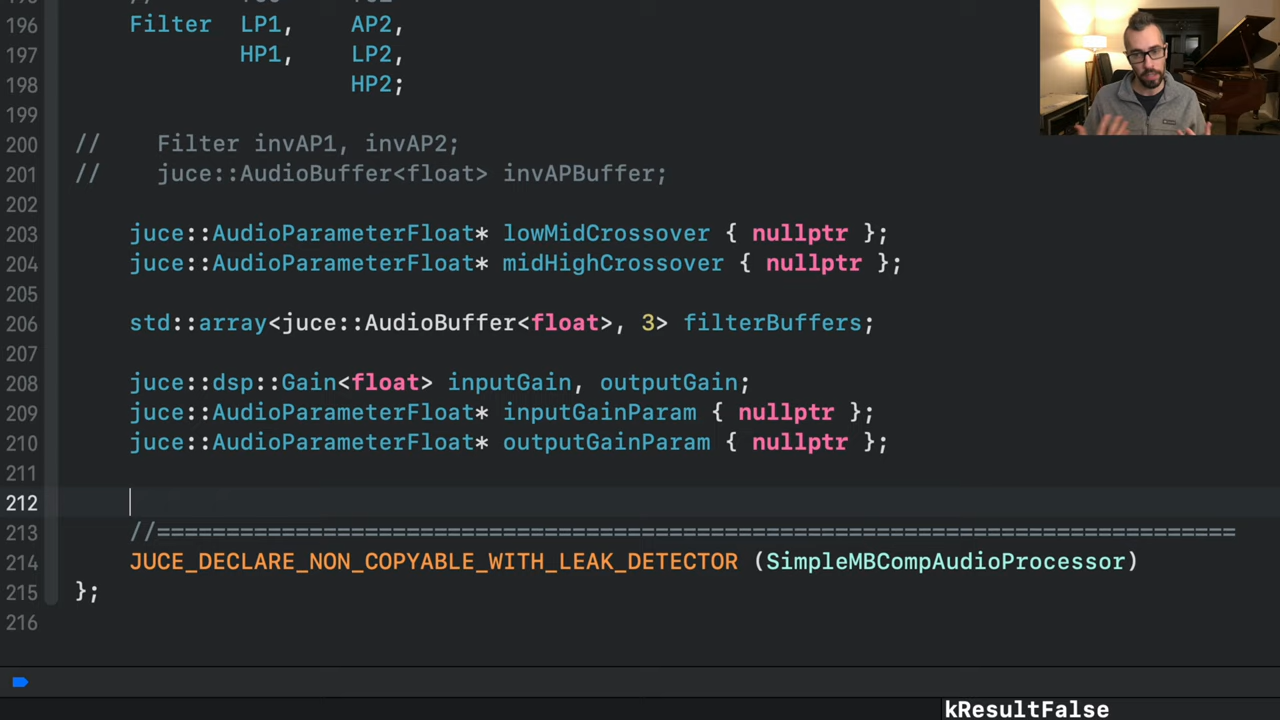 196 Filter LP1, AP2,
197 HP1, LP2,
198 HP2;
199
200 // Filter invAP1, invAP2;
201 // juce::AudioBuffer<float> invAPBuffer;
202
203 juce::AudioParameterFloat* lowMidCrossover { nullptr };
204 juce::AudioParameterFloat* midHighCrossover { nullptr };
205
206 std::array<juce::AudioBuffer<float>, 3> filterBuffers;
207
208 juce::dsp::Gain<float> inputGain, outputGain;
209 juce::AudioParameterFloat* inputGainParam { nullptr };
210 juce::AudioParameterFloat* outputGainParam { nullptr };
211
212
213 //==============================================================================
214 JUCE_DECLARE_NON_COPYABLE_WITH_LEAK_DETECTOR (SimpleMBCompAudioProcessor)
215 };
216
kResultFalse